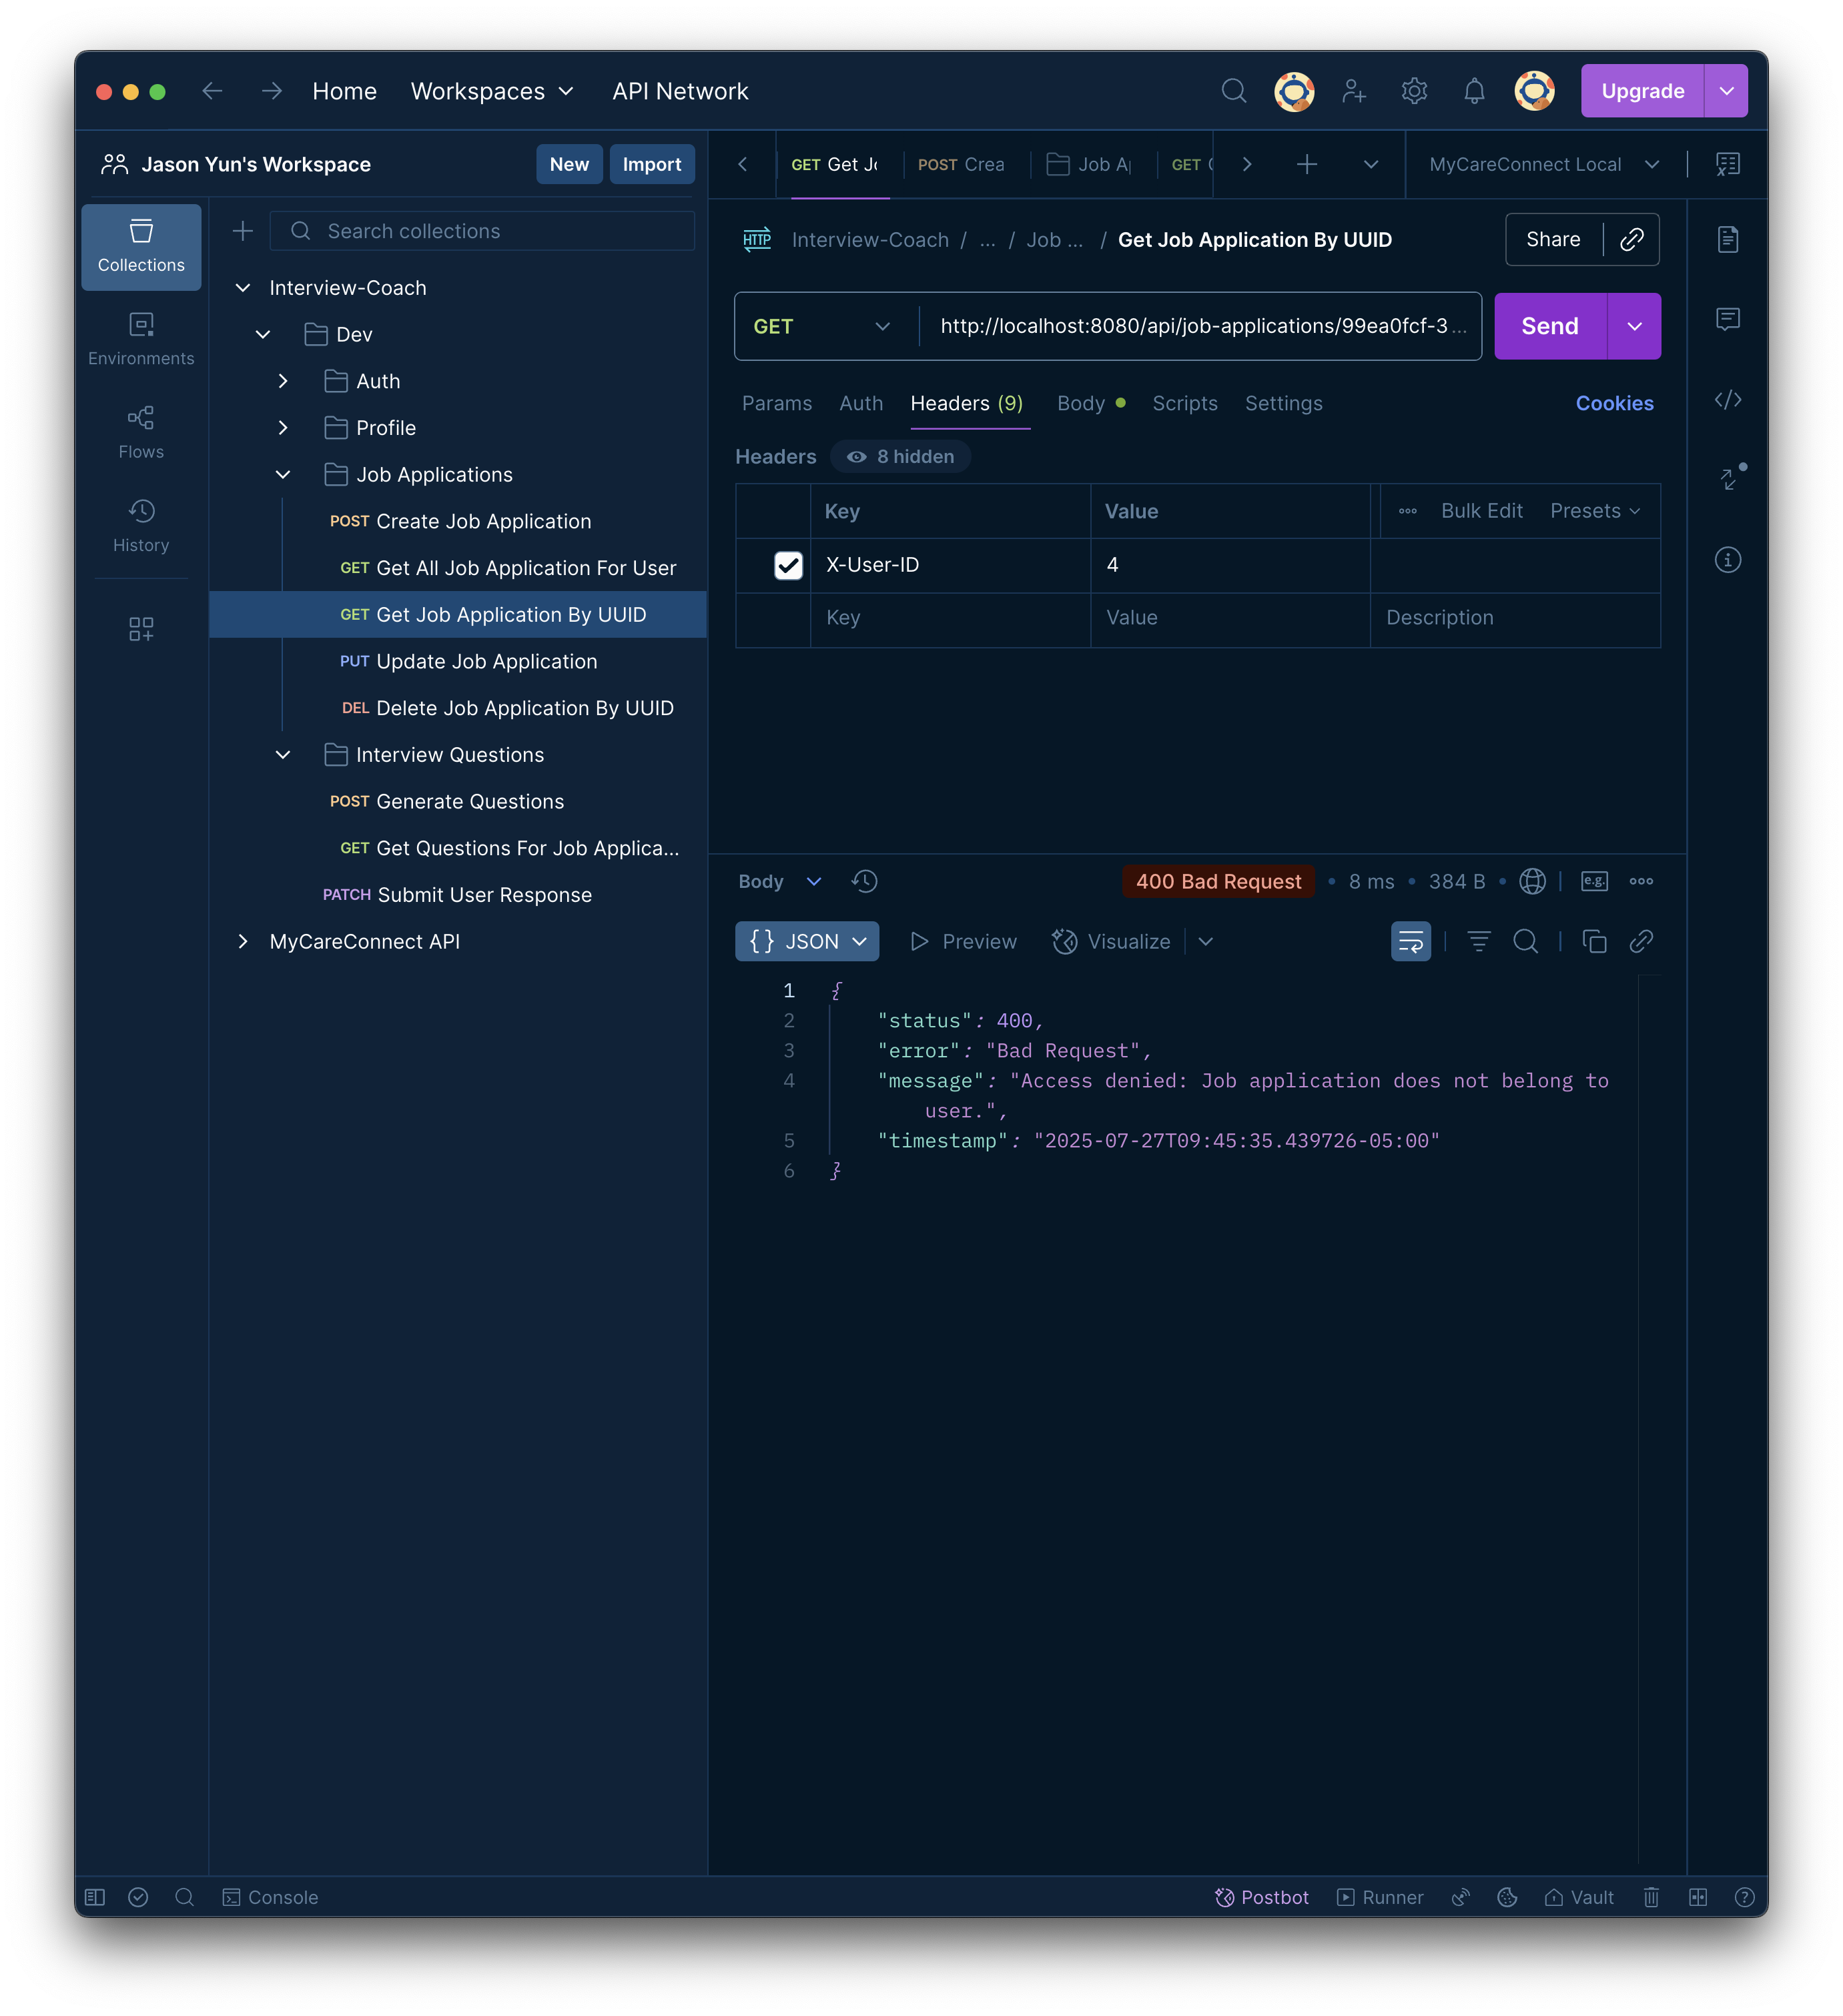 Home Workspaces API Network Upgrade
Jason Yun's Workspace New Import
GET Get Jo POST Crea Job A GET MyCareConnect Local
Collections
Environments
Flows
History
Search collections
Interview-Coach
Dev
Auth
Profile
Job Applications
POST Create Job Application
GET Get All Job Application For User
GET Get Job Application By UUID
PUT Update Job Application
DEL Delete Job Application By UUID
Interview Questions
POST Generate Questions
GET Get Questions For Job Applica...
PATCH Submit User Response
MyCareConnect API
HTTP Interview-Coach / ... / Job ... / Get Job Application By UUID Share
GET http://localhost:8080/api/job-applications/99ea0fcf-3 ... Send
Params Auth Headers (9) Body Scripts Settings Cookies
Headers 8 hidden
Key Value Bulk Edit Presets
X-User-ID 4
Key Value Description
Body 400 Bad Request 8 ms 384 B e.g.
{} JSON Preview Visualize
1 {
2 "status": 400,
3 "error": "Bad Request",
4 "message": "Access denied: Job application does not belong to
user.",
5 "timestamp": "2025-07-27T09:45:35.439726-05:00"
6 }
Console Postbot Runner Vault